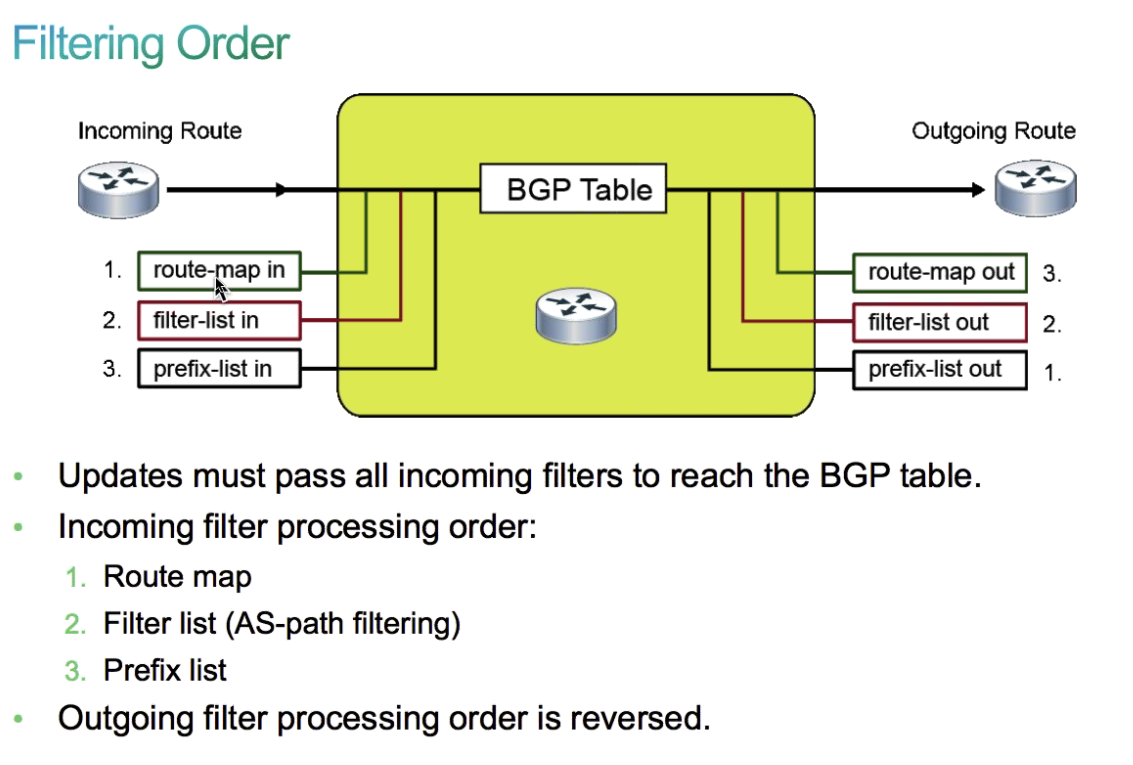 Filtering Order
Incoming Route
Outgoing Route
BGP Table
1. route-map in
route-map out 3.
2. filter-list in
filter-list out 2.
3. prefix-list in
prefix-list out 1.
• Updates must pass all incoming filters to reach the BGP table.
• Incoming filter processing order:
1. Route map
2. Filter list (AS-path filtering)
3. Prefix list
• Outgoing filter processing order is reversed.